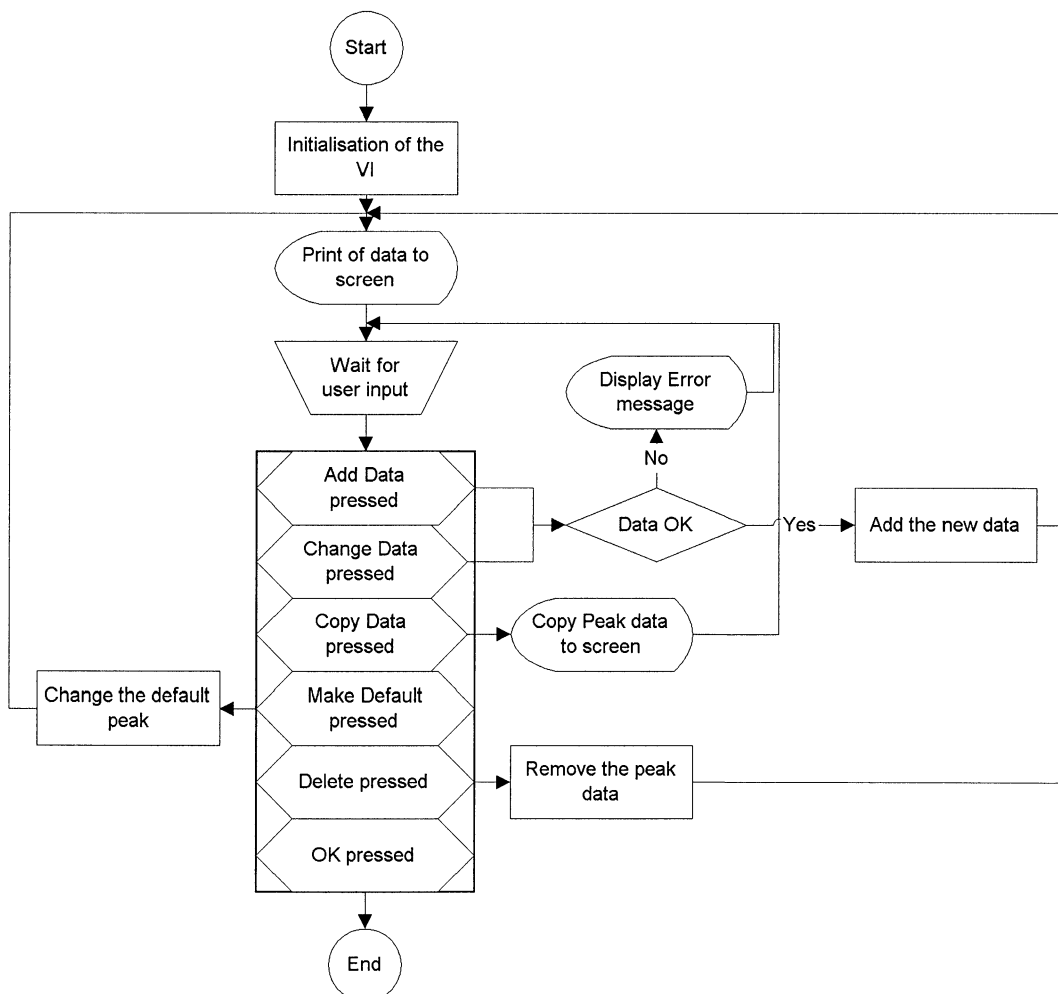 Start
Initialisation of the
VI
Print of data to
screen
Wait for
user input
Display Error
message
No
Add Data
pressed
Data OK
Yes
Add the new data
Change Data
pressed
Copy Data
pressed
Copy Peak data
to screen
Change the default
peak
Make Default
pressed
Delete pressed
Remove the peak
data
OK pressed
End